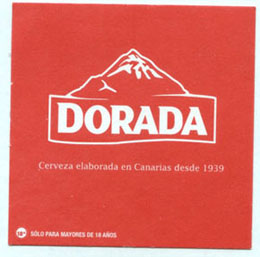 DORADA
Cerveza elaborada en Canarias desde 1939
18+ SÓLO PARA MAYORES DE 18 AÑOS